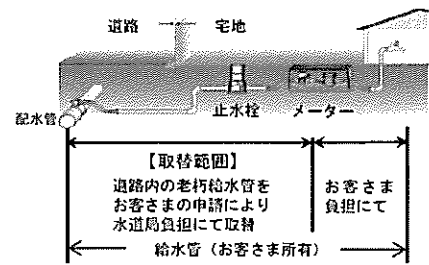 道路 宅地
止水栓 メーター
配水管
【取替範囲】
道路内の老朽給水管を
お客さまの申請により
水道局負担にて取替
お客さま
負担にて
給水管（お客さま所有）